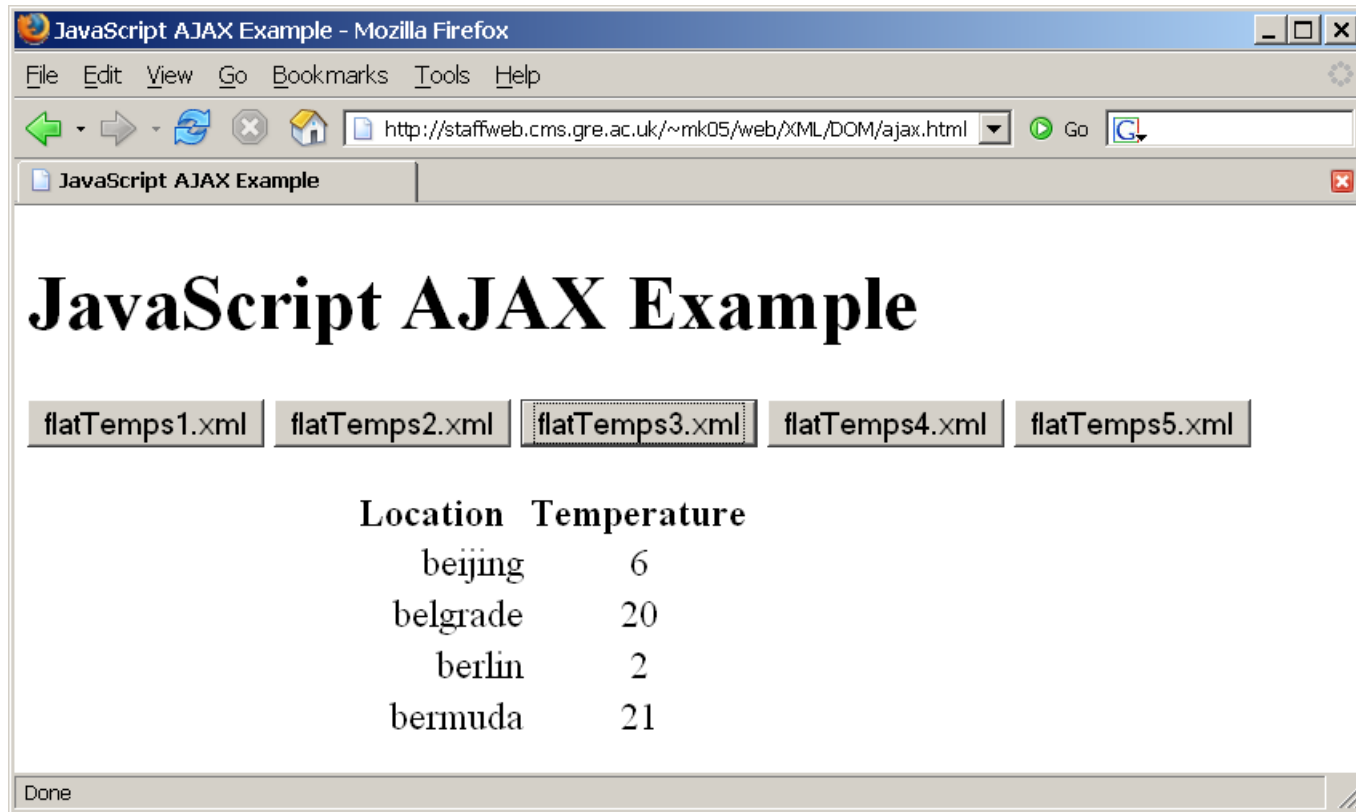 JavaScript AJAX Example - Mozilla Firefox
File Edit View Go Bookmarks Tools Help
http://staffweb.cms.gre.ac.uk/~mk05/web/XML/DOM/ajax.html Go G
JavaScript AJAX Example
JavaScript AJAX Example
flatTemps1.xml flatTemps2.xml flatTemps3.xml flatTemps4.xml flatTemps5.xml
Location Temperature
beijing 6
belgrade 20
berlin 2
bermuda 21
Done